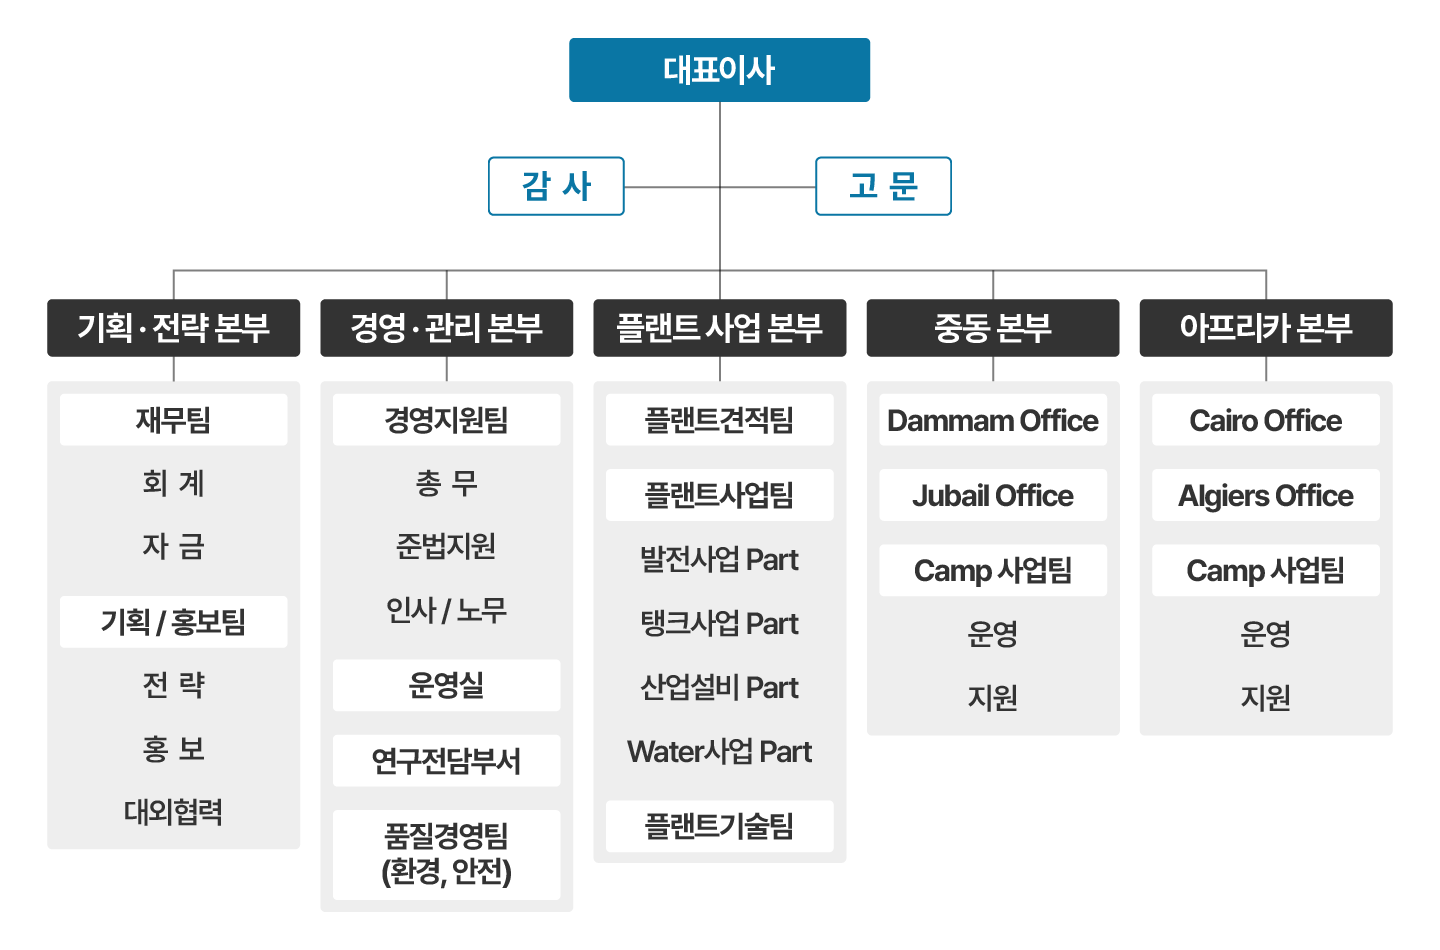 대표이사
감 사
고 문
기획·전략 본부
재무팀
회 계
자 금
기획 / 홍보팀
전 략
홍 보
대외협력
경영·관리 본부
경영지원팀
총 무
준법지원
인사 / 노무
운영실
연구전담부서
품질경영팀
(환경, 안전)
플랜트 사업 본부
플랜트견적팀
플랜트사업팀
발전사업 Part
탱크사업 Part
산업설비 Part
Water사업 Part
플랜트기술팀
중동 본부
Dammam Office
Jubail Office
Camp 사업팀
운영
지원
아프리카 본부
Cairo Office
Algiers Office
Camp 사업팀
운영
지원